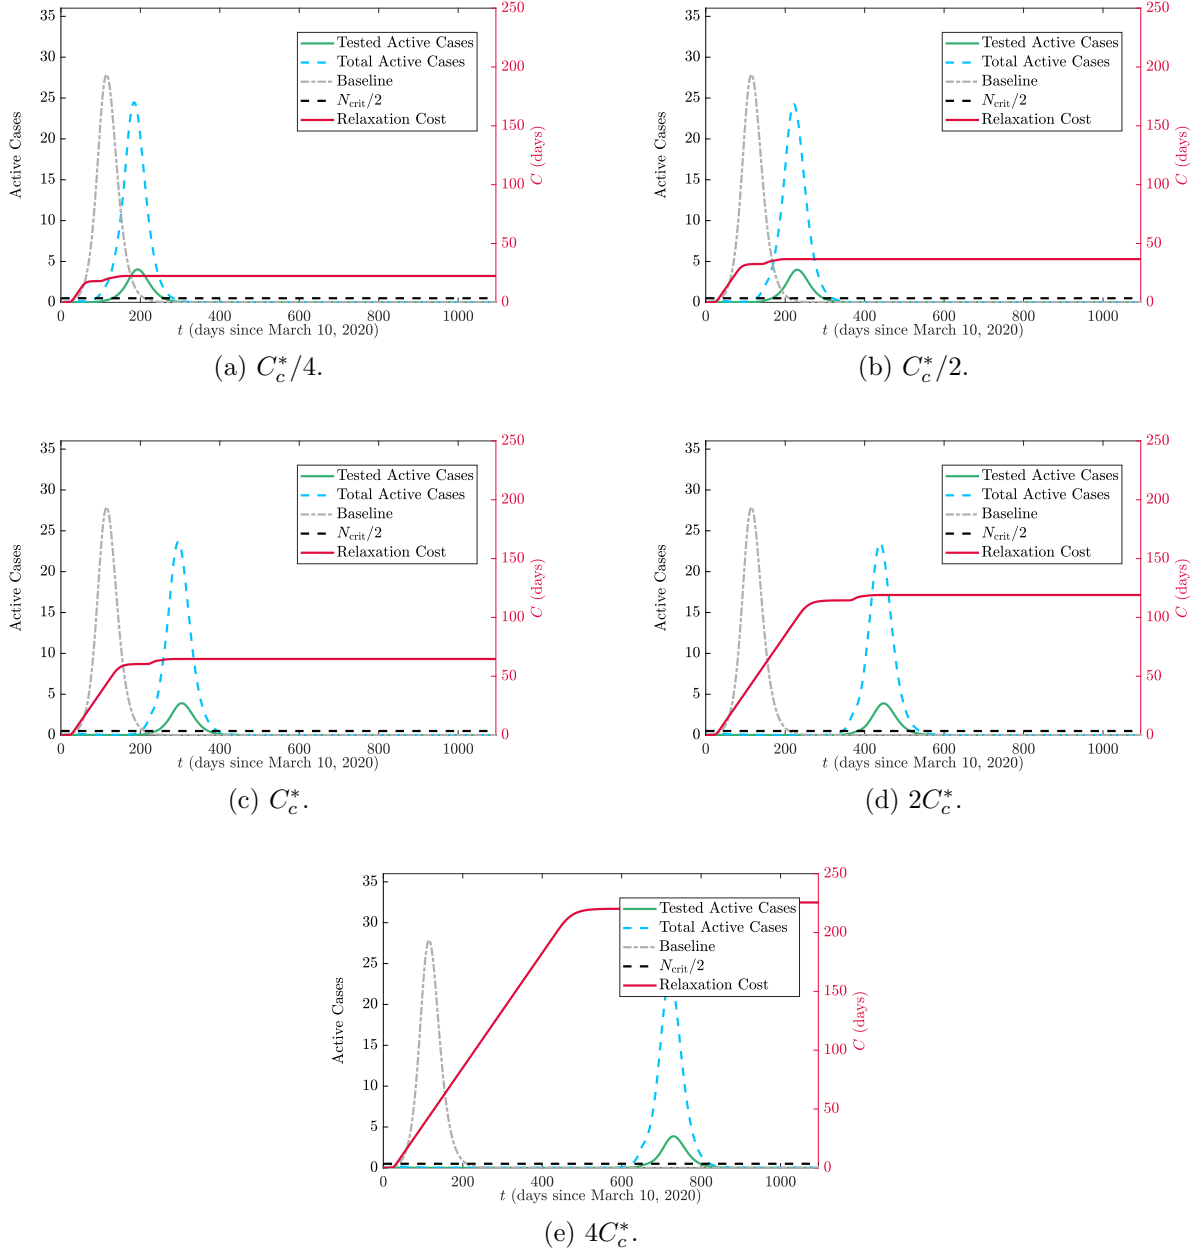 35
30
25
20
15
10
5
0
Active Cases
250
200
150
100
50
0
C (days)
Tested Active Cases
Total Active Cases
Baseline
N_crit/2
Relaxation Cost
0 200 400 600 800 1000
t (days since March 10, 2020)
(a) C*_c/4.
35
30
25
20
15
10
5
0
Active Cases
250
200
150
100
50
0
C (days)
Tested Active Cases
Total Active Cases
Baseline
N_crit/2
Relaxation Cost
0 200 400 600 800 1000
t (days since March 10, 2020)
(b) C*_c/2.
35
30
25
20
15
10
5
0
Active Cases
250
200
150
100
50
0
C (days)
Tested Active Cases
Total Active Cases
Baseline
N_crit/2
Relaxation Cost
0 200 400 600 800 1000
t (days since March 10, 2020)
(c) C*_c.
35
30
25
20
15
10
5
0
Active Cases
250
200
150
100
50
0
C (days)
Tested Active Cases
Total Active Cases
Baseline
N_crit/2
Relaxation Cost
0 200 400 600 800 1000
t (days since March 10, 2020)
(d) 2C*_c.
35
30
25
20
15
10
5
0
Active Cases
250
200
150
100
50
0
C (days)
Tested Active Cases
Total Active Cases
Baseline
N_crit/2
Relaxation Cost
0 200 400 600 800 1000
t (days since March 10, 2020)
(e) 4C*_c.